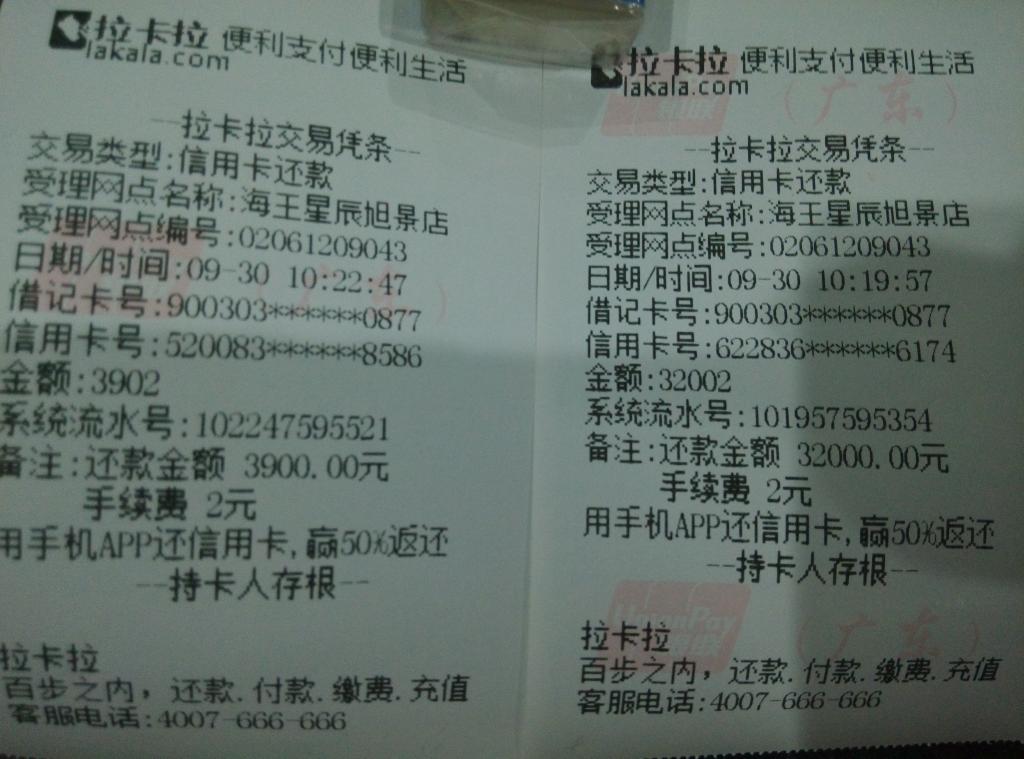 拉卡拉 便利支付便利生活
lakala.com
--拉卡拉交易凭条--
交易类型:信用卡还款
受理网点名称:海王星辰旭景店
受理网点编号:02061209043
日期/时间:09-30 10:22:47
借记卡号:900303******0877
信用卡号:520083******8586
金额:3902
系统流水号:102247595521
备注:还款金额 3900.00元
手续费 2元
用手机APP还信用卡,赢50%返还
--持卡人存根--
拉卡拉
百步之内，还款.付款.缴费.充值
客服电话:4007-666-666
拉卡拉 便利支付便利生活
lakala.com
（广东）
--拉卡拉交易凭条--
交易类型:信用卡还款
受理网点名称:海王星辰旭景店
受理网点编号:02061209043
日期/时间:09-30 10:19:57
借记卡号:900303******0877
信用卡号:622836******6174
金额:32002
系统流水号:101957595354
备注:还款金额 32000.00元
手续费 2元
用手机APP还信用卡,赢50%返还
--持卡人存根--
UnionPay
银联
（广东）
拉卡拉
百步之内，还款.付款.缴费.充值
客服电话:4007-666-666